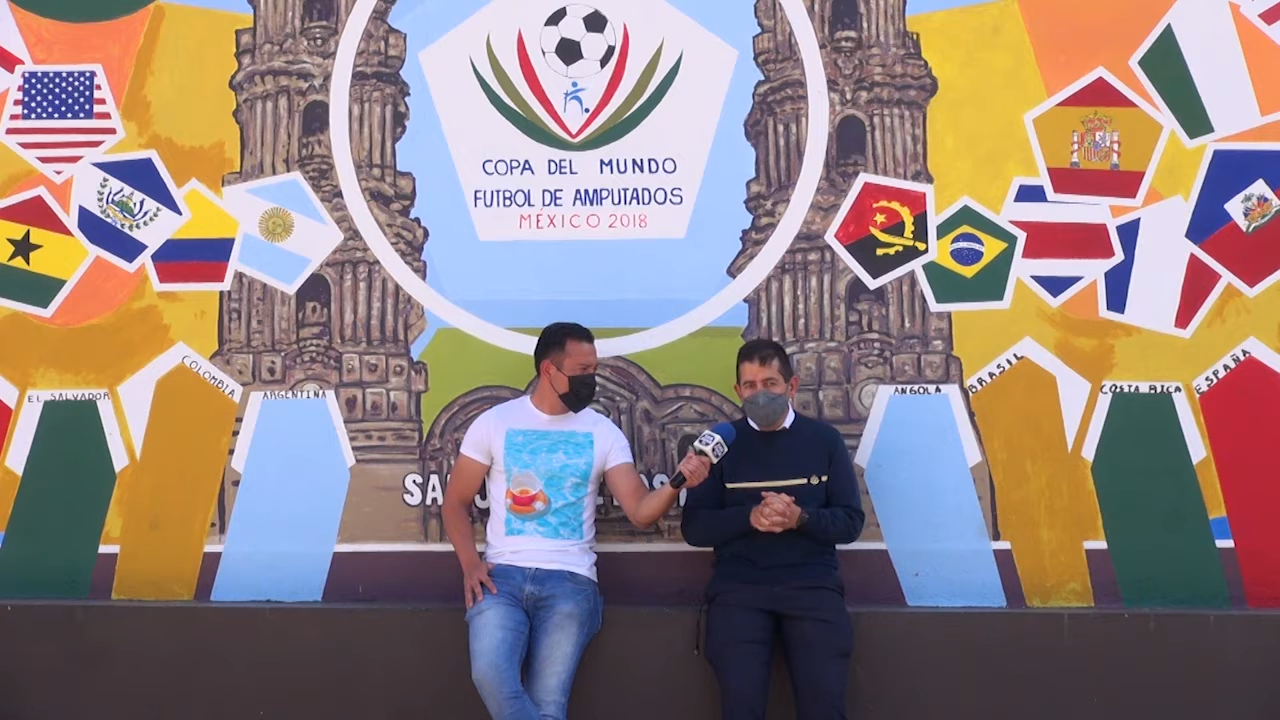 COPA DEL MUNDO
FUTBOL DE AMPUTADOS
MÉXICO 2018
EL SALVADOR
COLOMBIA
ARGENTINA
ANGOLA
BRASIL
COSTA RICA
ESPAÑA